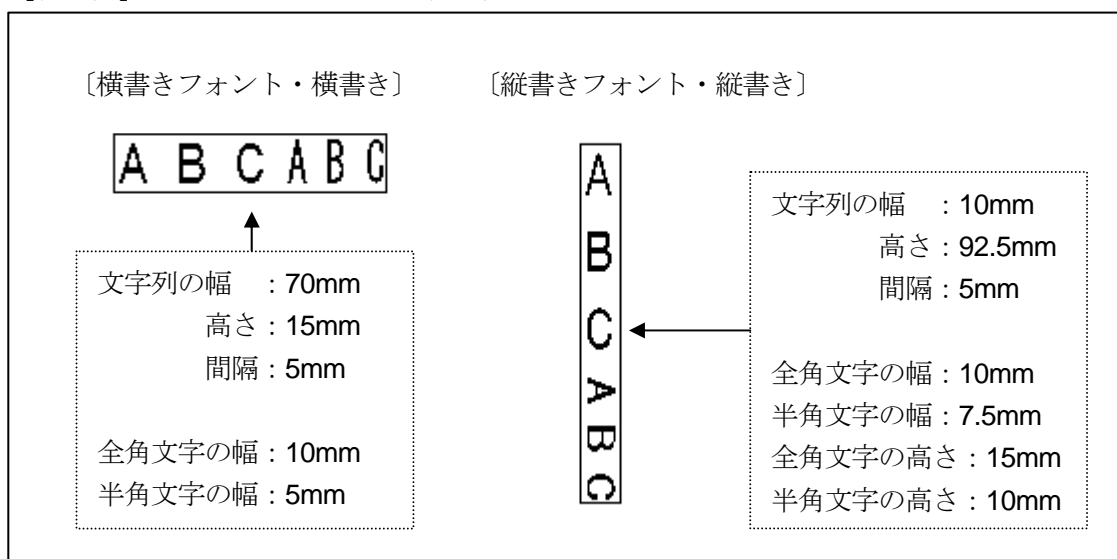 〔横書きフォント・横書き〕
A B C A B C
文字列の幅 :70mm
高さ:15mm
間隔:5mm
全角文字の幅:10mm
半角文字の幅:5mm
〔縦書きフォント・縦書き〕
A
B
C
A
B
C
文字列の幅 :10mm
高さ:92.5mm
間隔:5mm
全角文字の幅:10mm
半角文字の幅:7.5mm
全角文字の高さ:15mm
半角文字の高さ:10mm